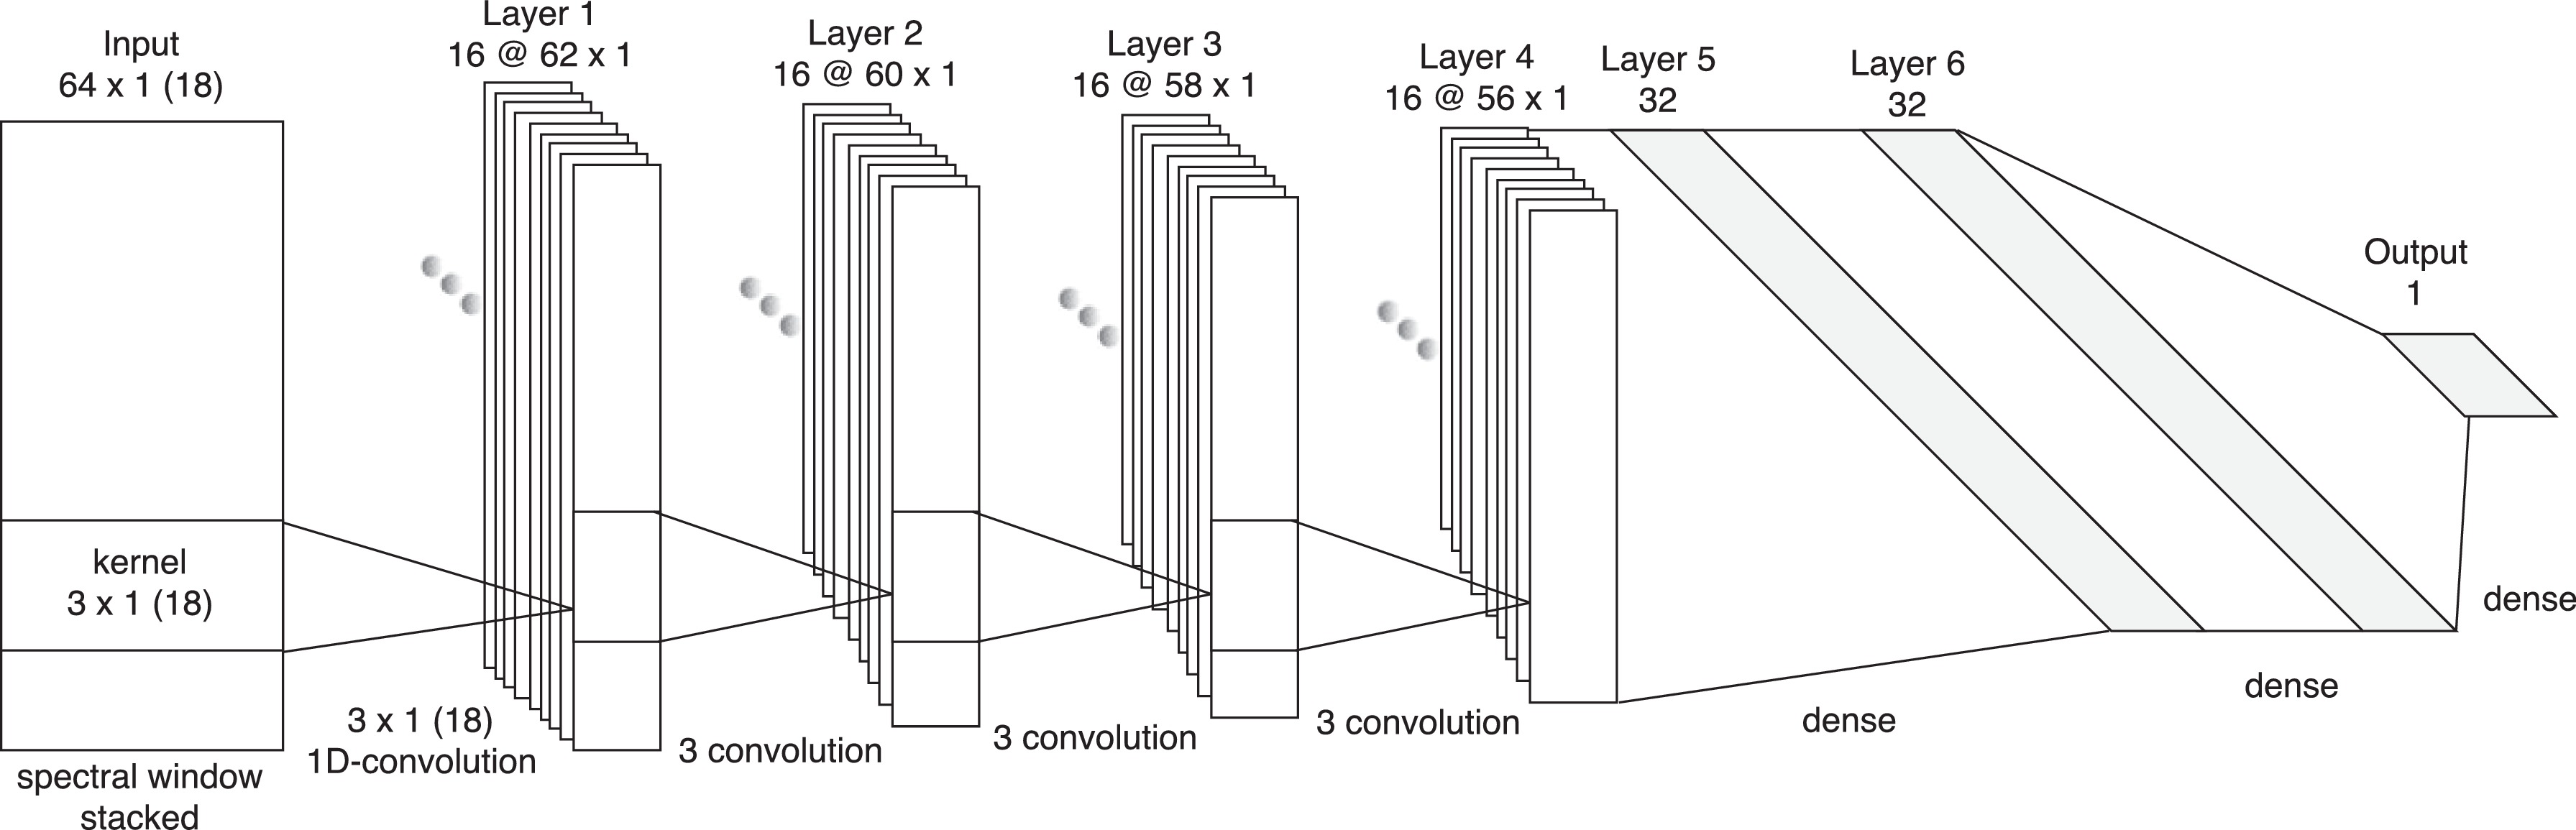 Input
64 x 1 (18)
Layer 1
16 @ 62 x 1
Layer 2
16 @ 60 x 1
Layer 3
16 @ 58 x 1
Layer 4
16 @ 56 x 1
Layer 5
32
Layer 6
32
Output
1
kernel
3 x 1 (18)
spectral window
stacked
3 x 1 (18)
1D-convolution
3 convolution
3 convolution
3 convolution
dense
dense
dense